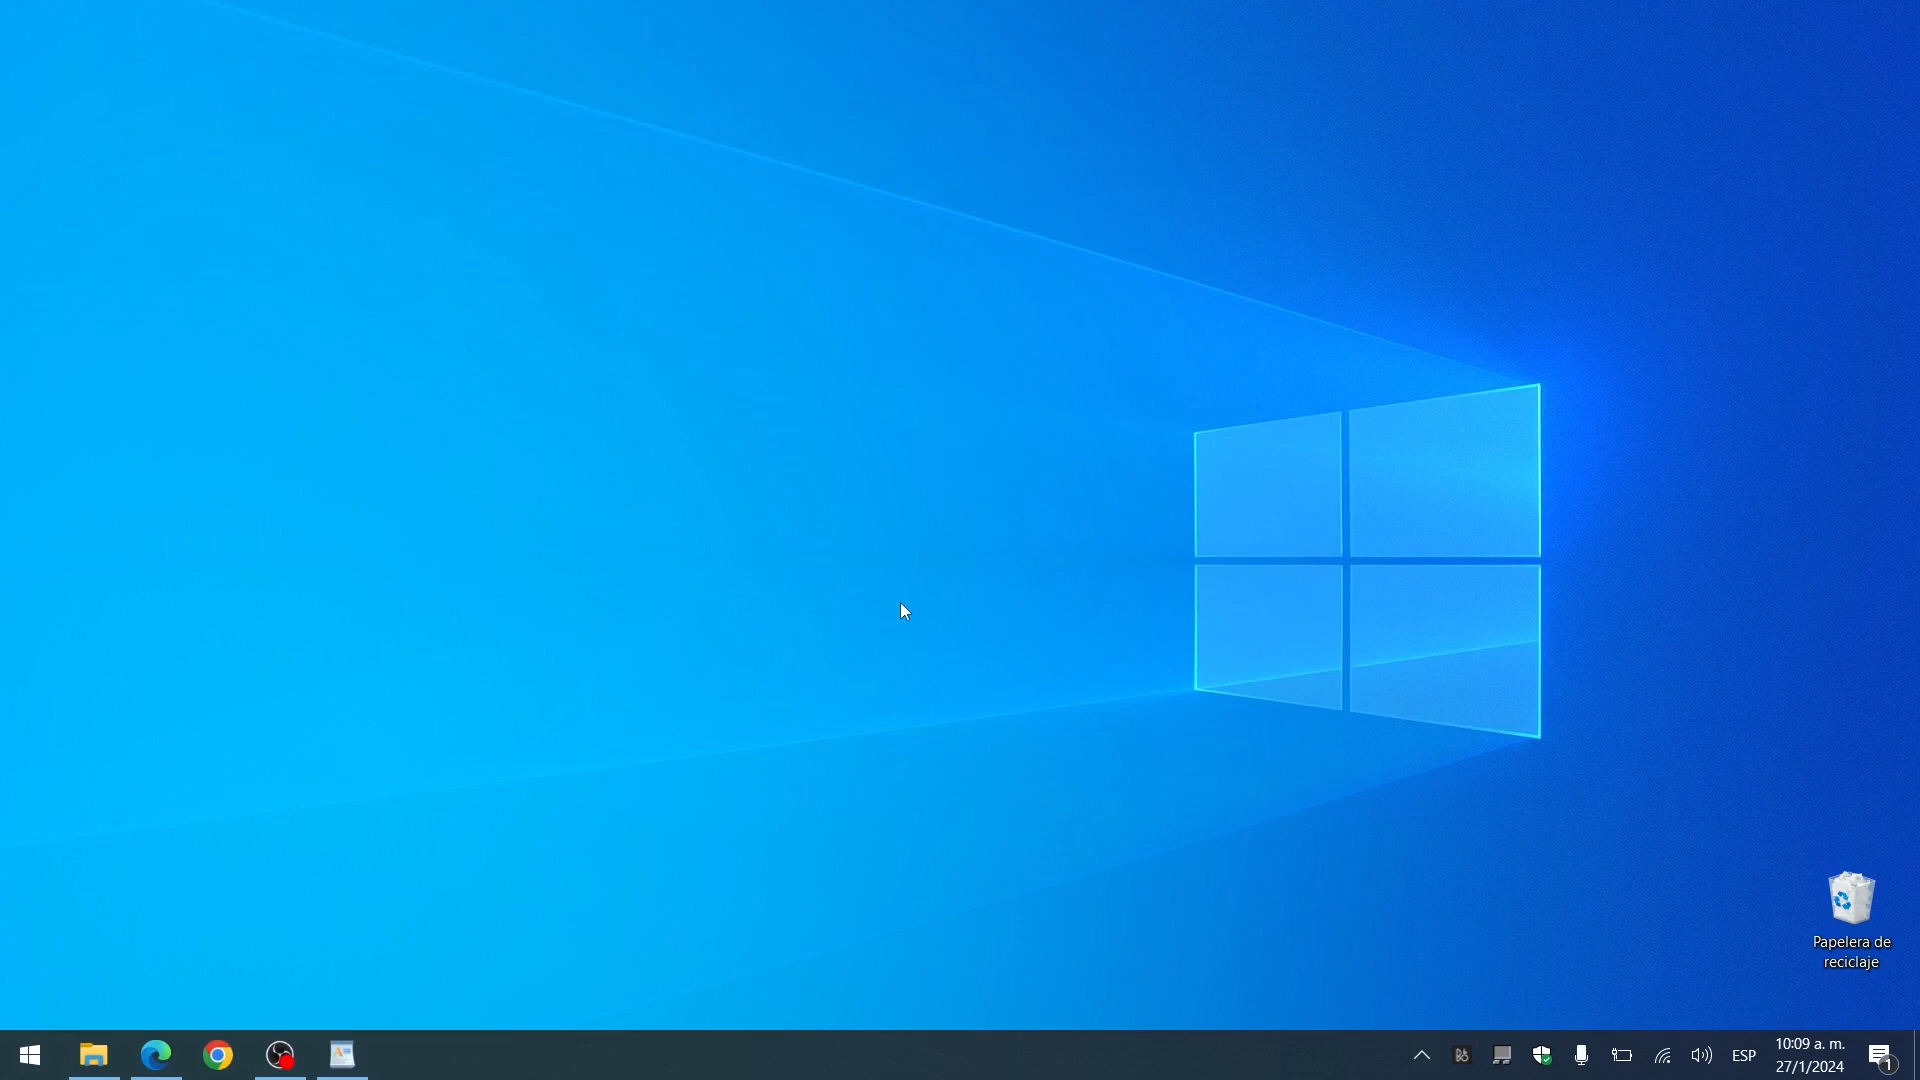 Papelera de
reciclaje
ESP
10:09 a. m.
27/1/2024
1